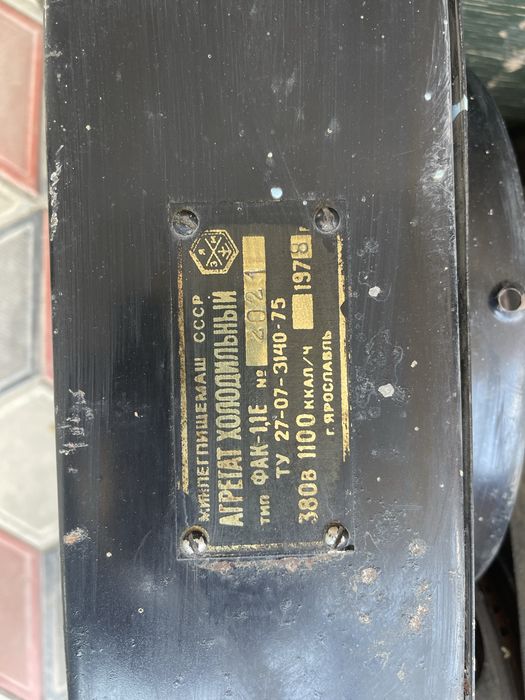 МИНЛЕГПИЩЕМАШ СССР
АГРЕГАТ ХОЛОДИЛЬНЫЙ
ТИП ФАК-1,1Е № 2021
ТУ 27-07-3140-75
380В 1100 ККАЛ/Ч 1978 г.
г. ЯРОСЛАВЛЬ